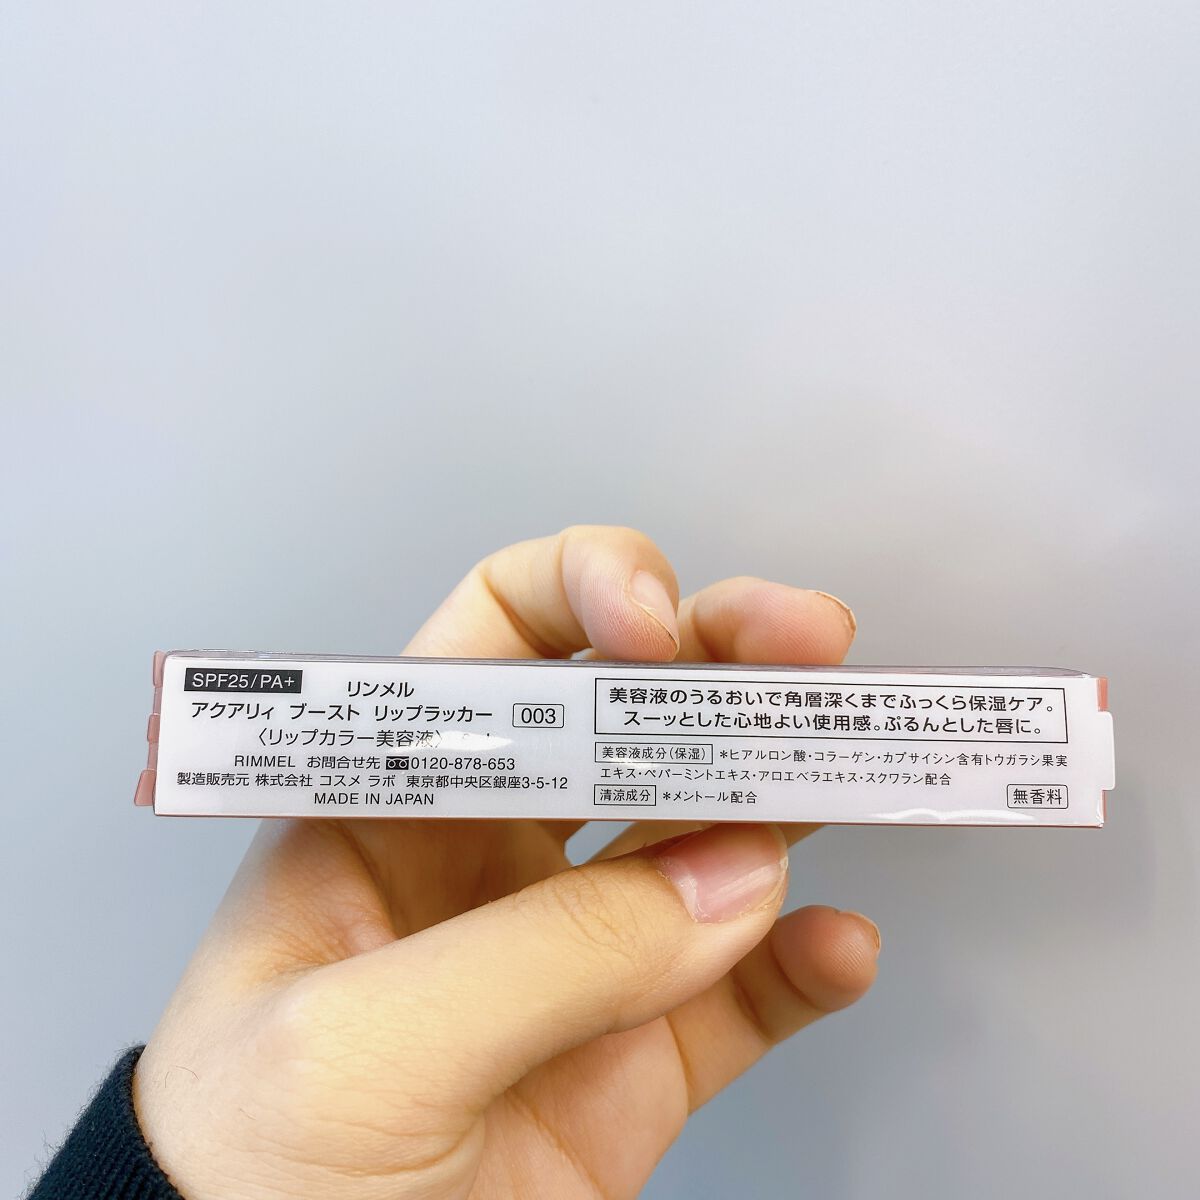 SPF25/PA+
リンメル
アクアリィ ブースト リップラッカー 003
〈リップカラー美容液〉
RIMMEL お問合せ先 0120-878-653
製造販売元 株式会社 コスメ ラボ 東京都中央区銀座3-5-12
MADE IN JAPAN
美容液のうるおいで角層深くまでふっくら保湿ケア。
スーッとした心地よい使用感。ぷるんとした唇に。
美容液成分(保湿) *ヒアルロン酸・コラーゲン・カプサイシン含有トウガラシ果実
エキス・ペパーミントエキス・アロエベラエキス・スクワラン配合
清涼成分 *メントール配合
無香料